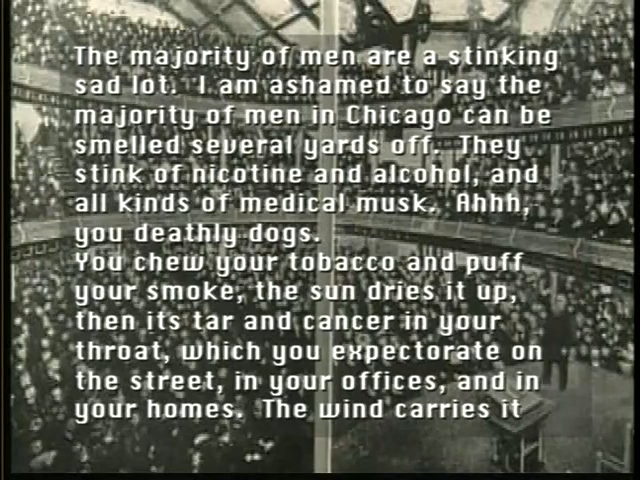 The majority of men are a stinking
sad lot. I am ashamed to say the
majority of men in Chicago can be
smelled several yards off. They
stink of nicotine and alcohol, and
all kinds of medical musk. Ahhh,
you deathly dogs.
You chew your tobacco and puff
your smoke, the sun dries it up,
then its tar and cancer in your
throat, which you expectorate on
the street, in your offices, and in
your homes. The wind carries it